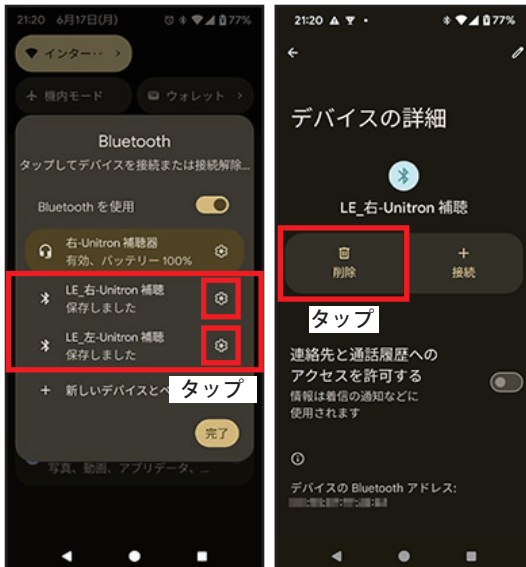 21:20 6月17日(月) 77%
インター‥ >
機内モード
ウォレット >
Bluetooth
タップしてデバイスを接続または接続解除...
Bluetooth を使用
右-Unitron 補聴器
有効、バッテリー 100%
LE_右-Unitron 補聴
保存しました
LE_左-Unitron 補聴
保存しました
+ 新しいデバイスとペ
タップ
完了
写真、動画、アプリデータ、...
21:20 77%
デバイスの詳細
LE_右-Unitron 補聴
削除
接続
タップ
連絡先と通話履歴への
アクセスを許可する
情報は着信の通知などに
使用されます
デバイスの Bluetooth アドレス: